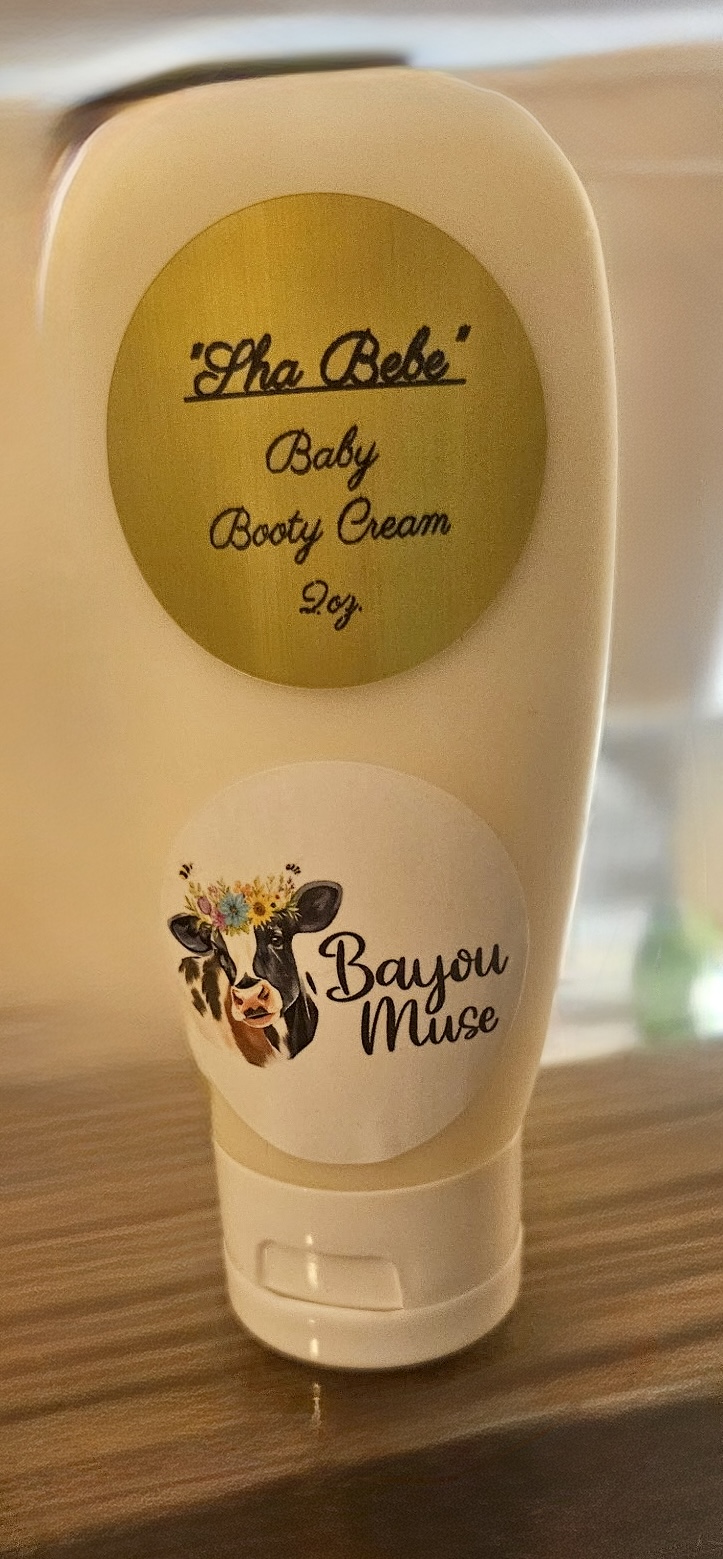 "Sha Bebe"
Baby
Booty Cream
2oz.
Bayou
Muse